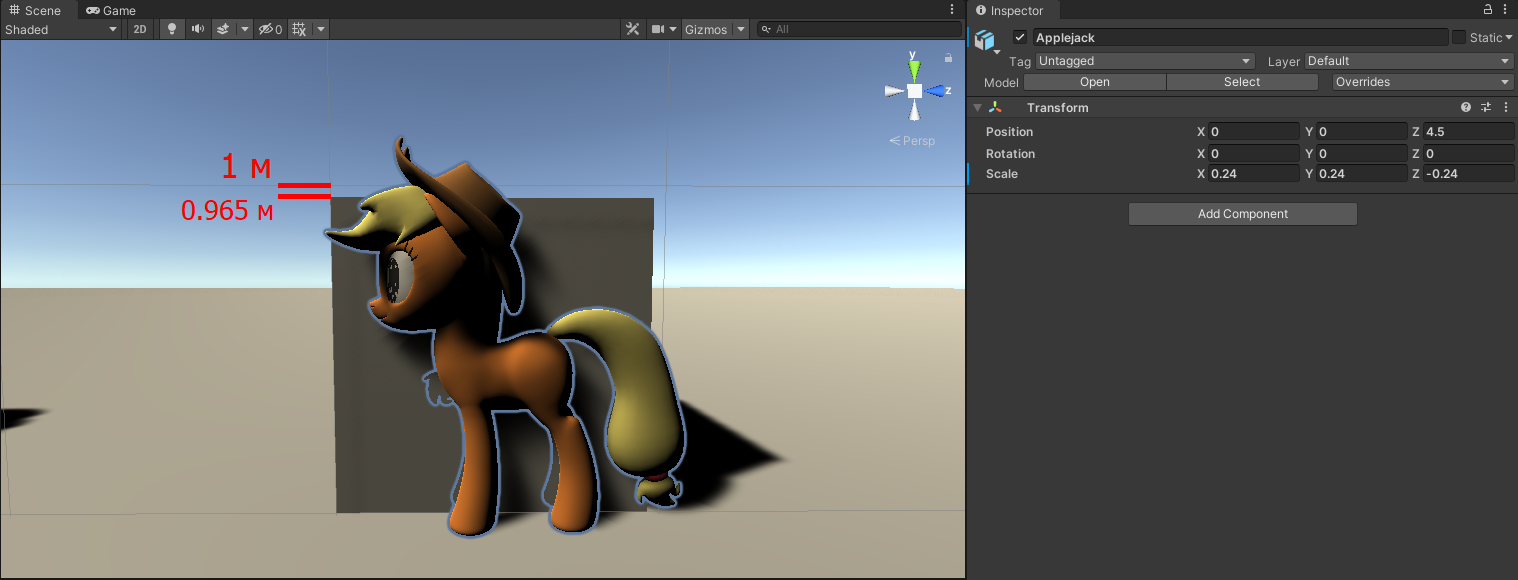 Scene Game
Shaded 2D 0 Gizmos All
y
z
Persp
1 м
0.965 м
Inspector
Applejack Static
Tag Untagged Layer Default
Model Open Select Overrides
Transform
Position X 0 Y 0 Z 4.5
Rotation X 0 Y 0 Z 0
Scale X 0.24 Y 0.24 Z -0.24
Add Component